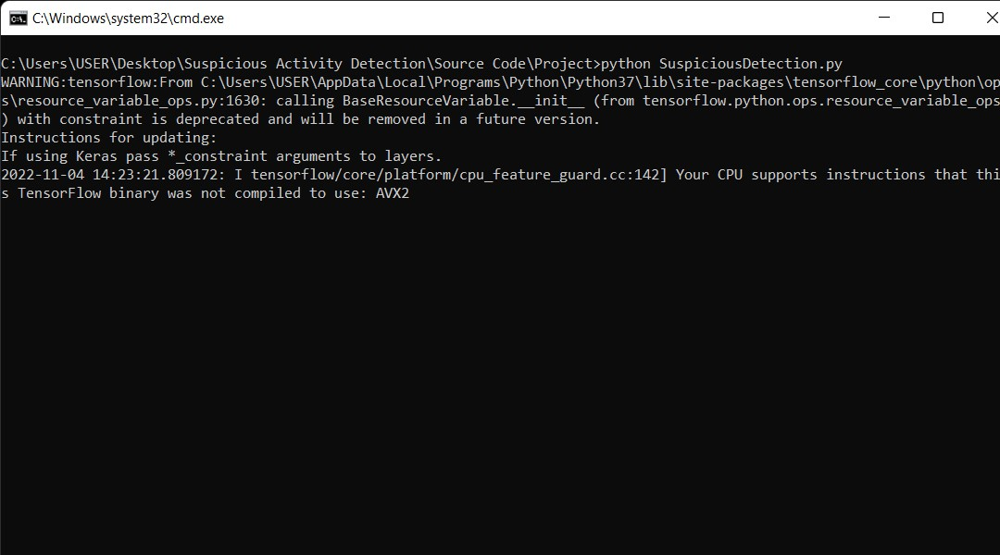 C:\Windows\system32\cmd.exe
C:\Users\USER\Desktop\Suspicious Activity Detection\Source Code\Project>python SuspiciousDetection.py
WARNING:tensorflow:From C:\Users\USER\AppData\Local\Programs\Python\Python37\lib\site-packages\tensorflow_core\python\op
s\resource_variable_ops.py:1630: calling BaseResourceVariable.__init__ (from tensorflow.python.ops.resource_variable_ops
) with constraint is deprecated and will be removed in a future version.
Instructions for updating:
If using Keras pass *_constraint arguments to layers.
2022-11-04 14:23:21.809172: I tensorflow/core/platform/cpu_feature_guard.cc:142] Your CPU supports instructions that thi
s TensorFlow binary was not compiled to use: AVX2